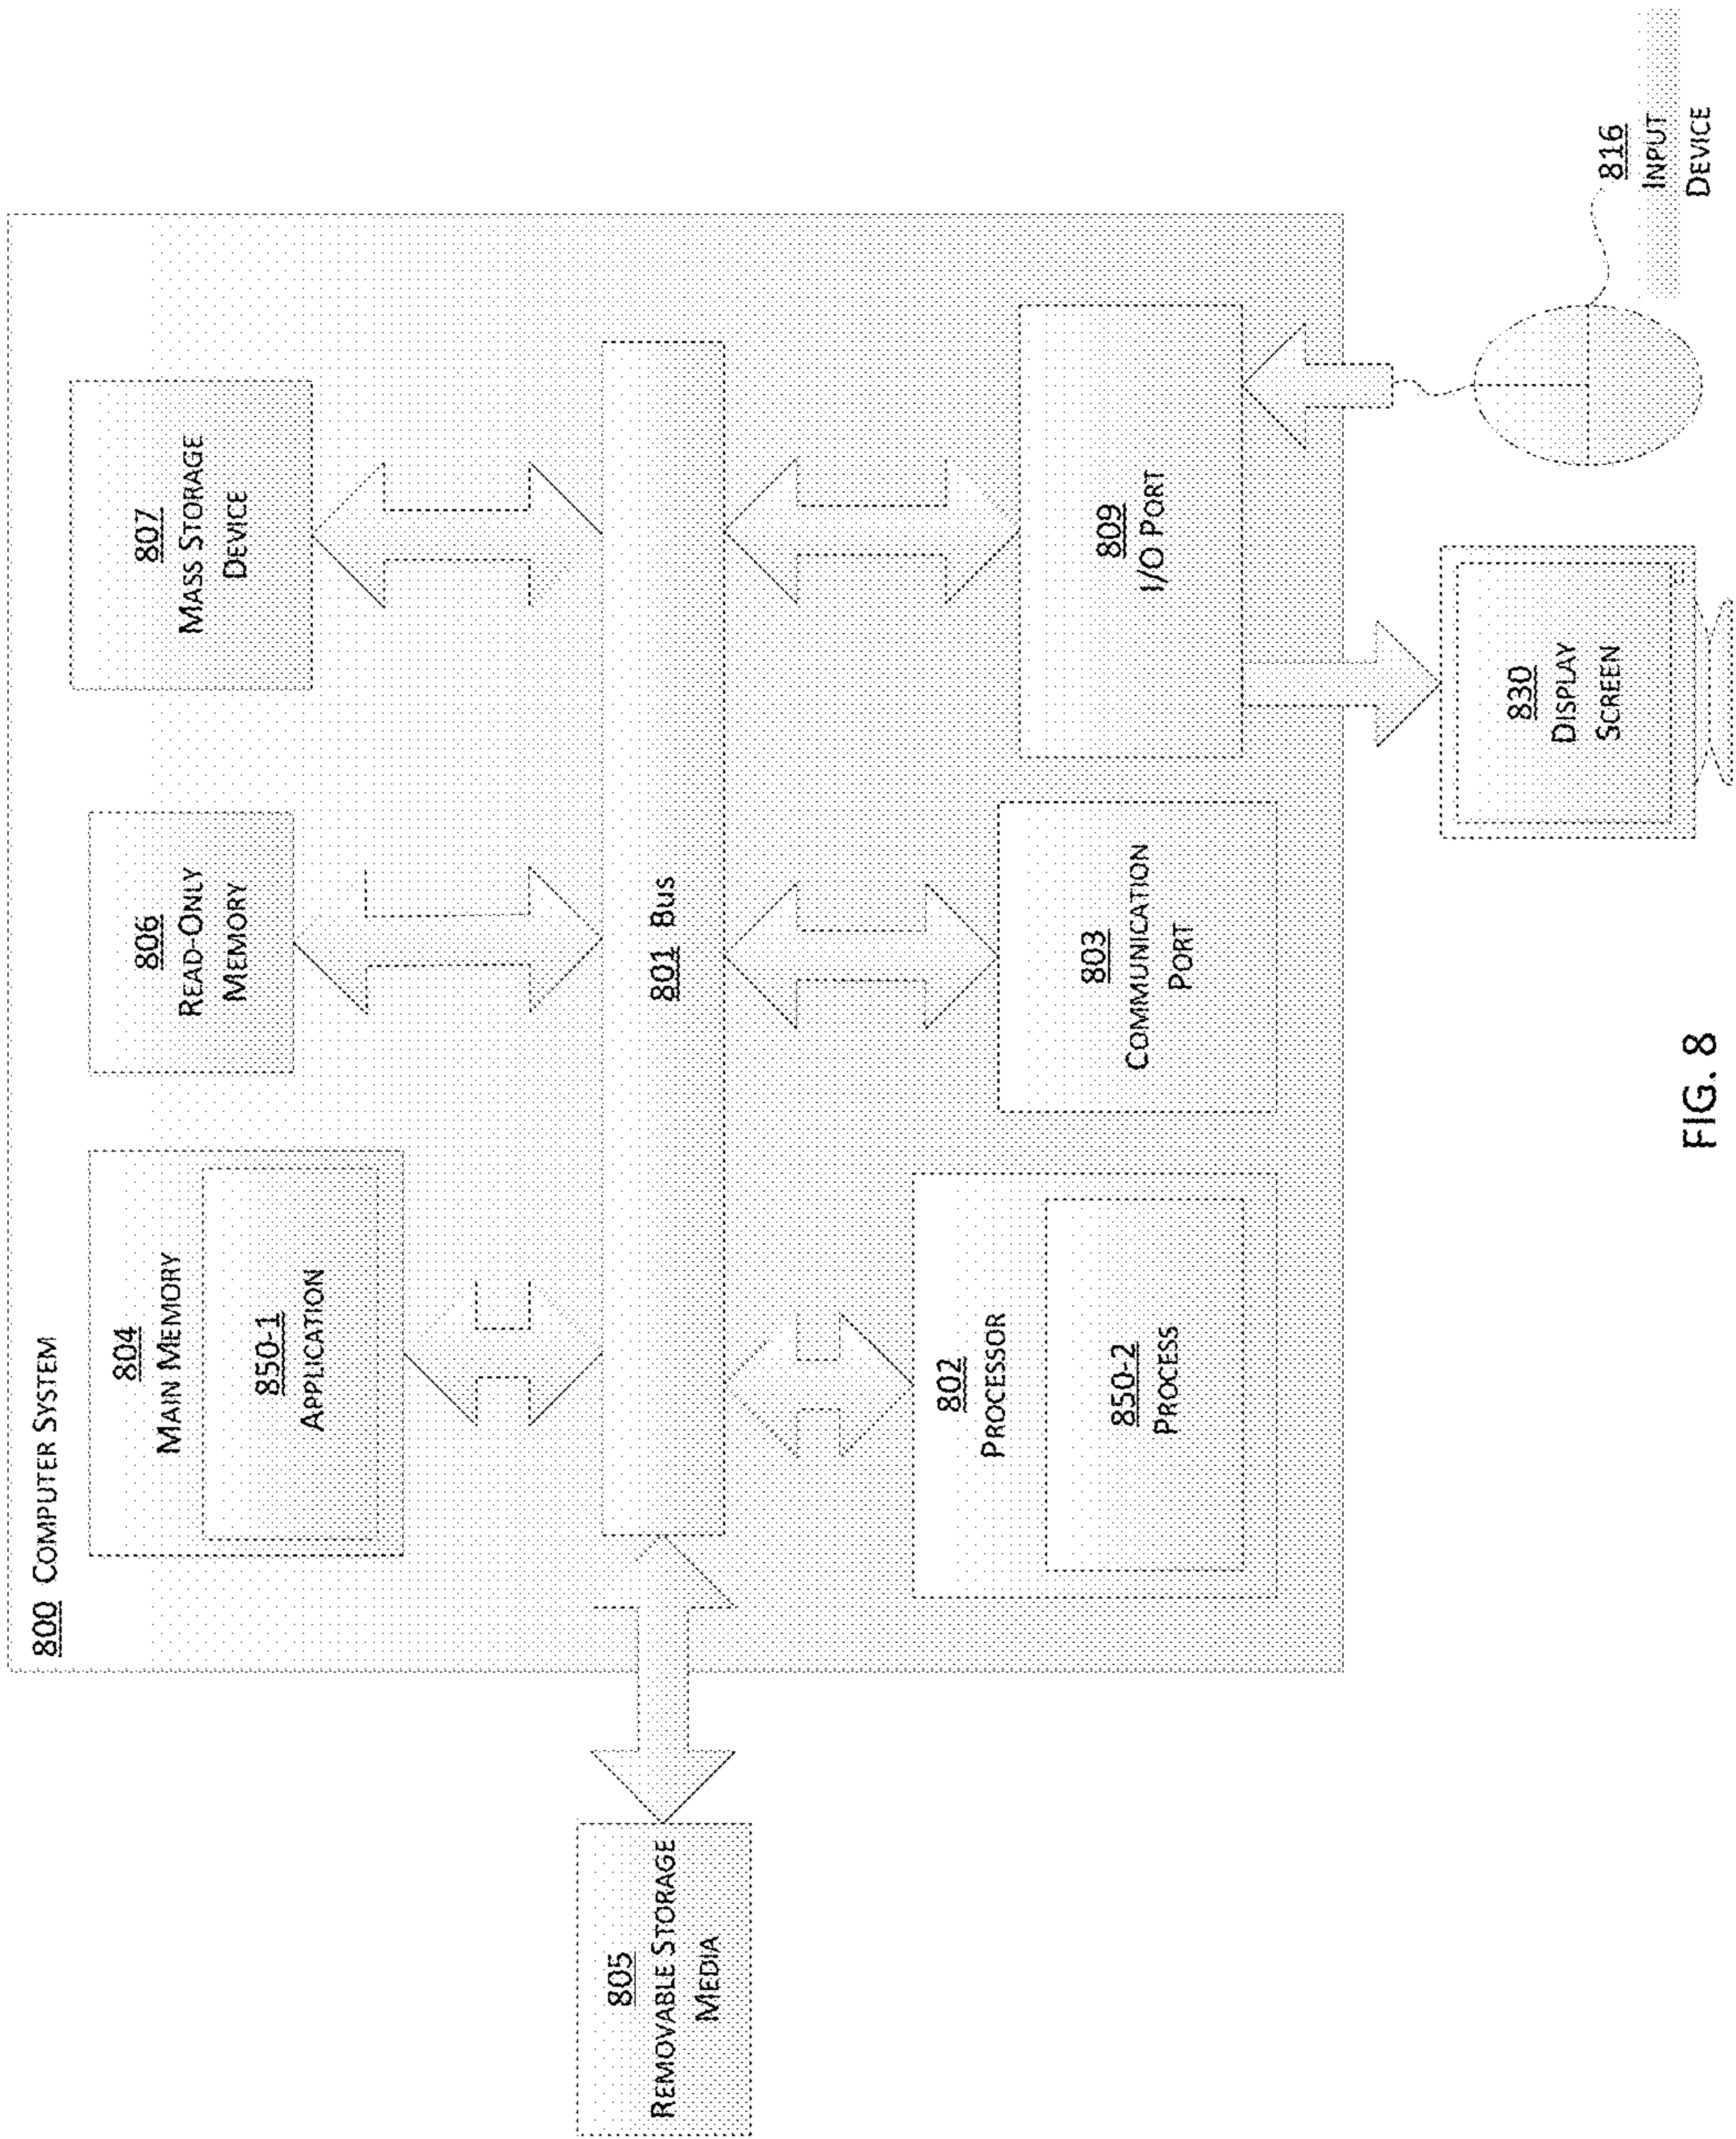 800 COMPUTER SYSTEM
804
MAIN MEMORY
850-1
APPLICATION
806
READ-ONLY
MEMORY
807
MASS STORAGE
DEVICE
805
REMOVABLE STORAGE
MEDIA
801 BUS
802
PROCESSOR
850-2
PROCESS
803
COMMUNICATION
PORT
809
I/O PORT
830
DISPLAY
SCREEN
816
INPUT
DEVICE
FIG. 8